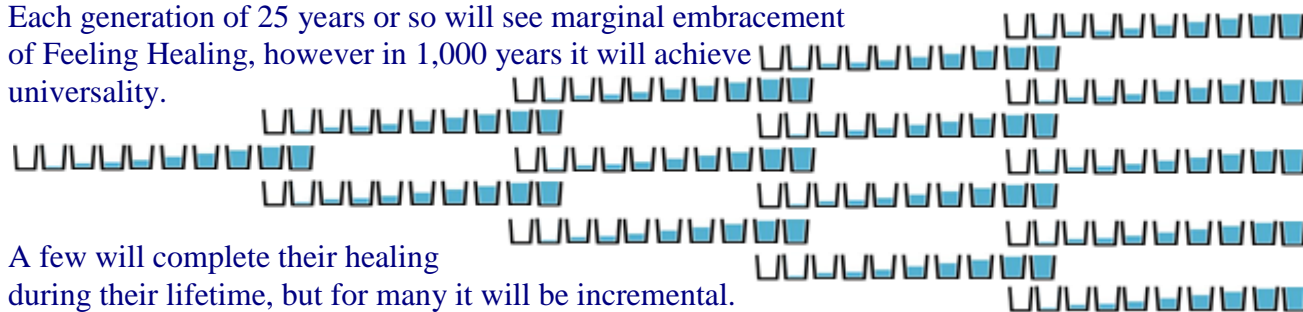 Each generation of 25 years or so will see marginal embracement
of Feeling Healing, however in 1,000 years it will achieve
universality.
A few will complete their healing
during their lifetime, but for many it will be incremental.